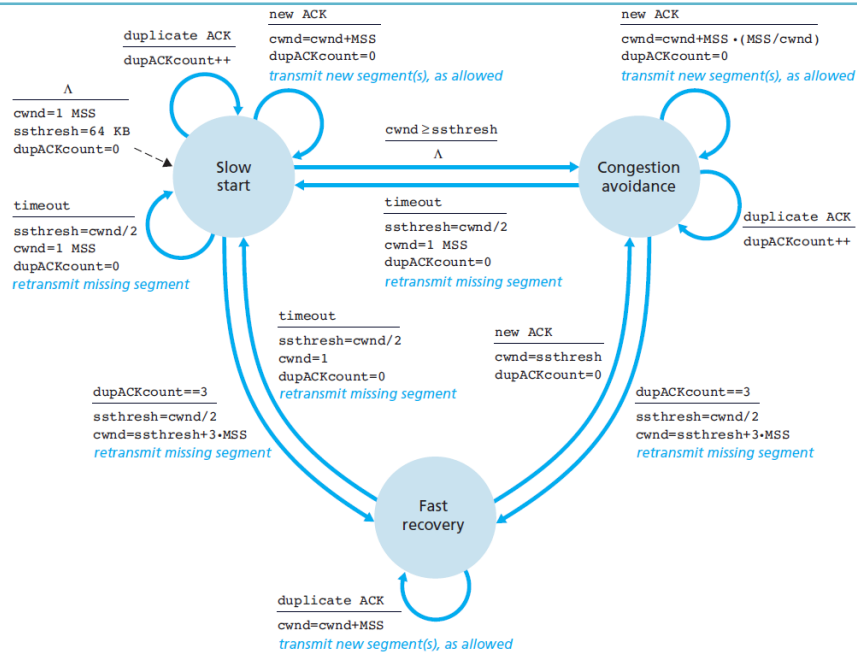 duplicate ACK
dupACKcount++
new ACK
cwnd=cwnd+MSS
dupACKcount=0
transmit new segment(s), as allowed
new ACK
cwnd=cwnd+MSS •(MSS/cwnd)
dupACKcount=0
transmit new segment(s), as allowed
Λ
cwnd=1 MSS
ssthresh=64 KB
dupACKcount=0
Slow
start
cwnd≥ssthresh
Λ
Congestion
avoidance
timeout
ssthresh=cwnd/2
cwnd=1 MSS
dupACKcount=0
retransmit missing segment
timeout
ssthresh=cwnd/2
cwnd=1 MSS
dupACKcount=0
retransmit missing segment
duplicate ACK
dupACKcount++
timeout
ssthresh=cwnd/2
cwnd=1
dupACKcount=0
retransmit missing segment
new ACK
cwnd=ssthresh
dupACKcount=0
dupACKcount==3
ssthresh=cwnd/2
cwnd=ssthresh+3•MSS
retransmit missing segment
dupACKcount==3
ssthresh=cwnd/2
cwnd=ssthresh+3•MSS
retransmit missing segment
Fast
recovery
duplicate ACK
cwnd=cwnd+MSS
transmit new segment(s), as allowed